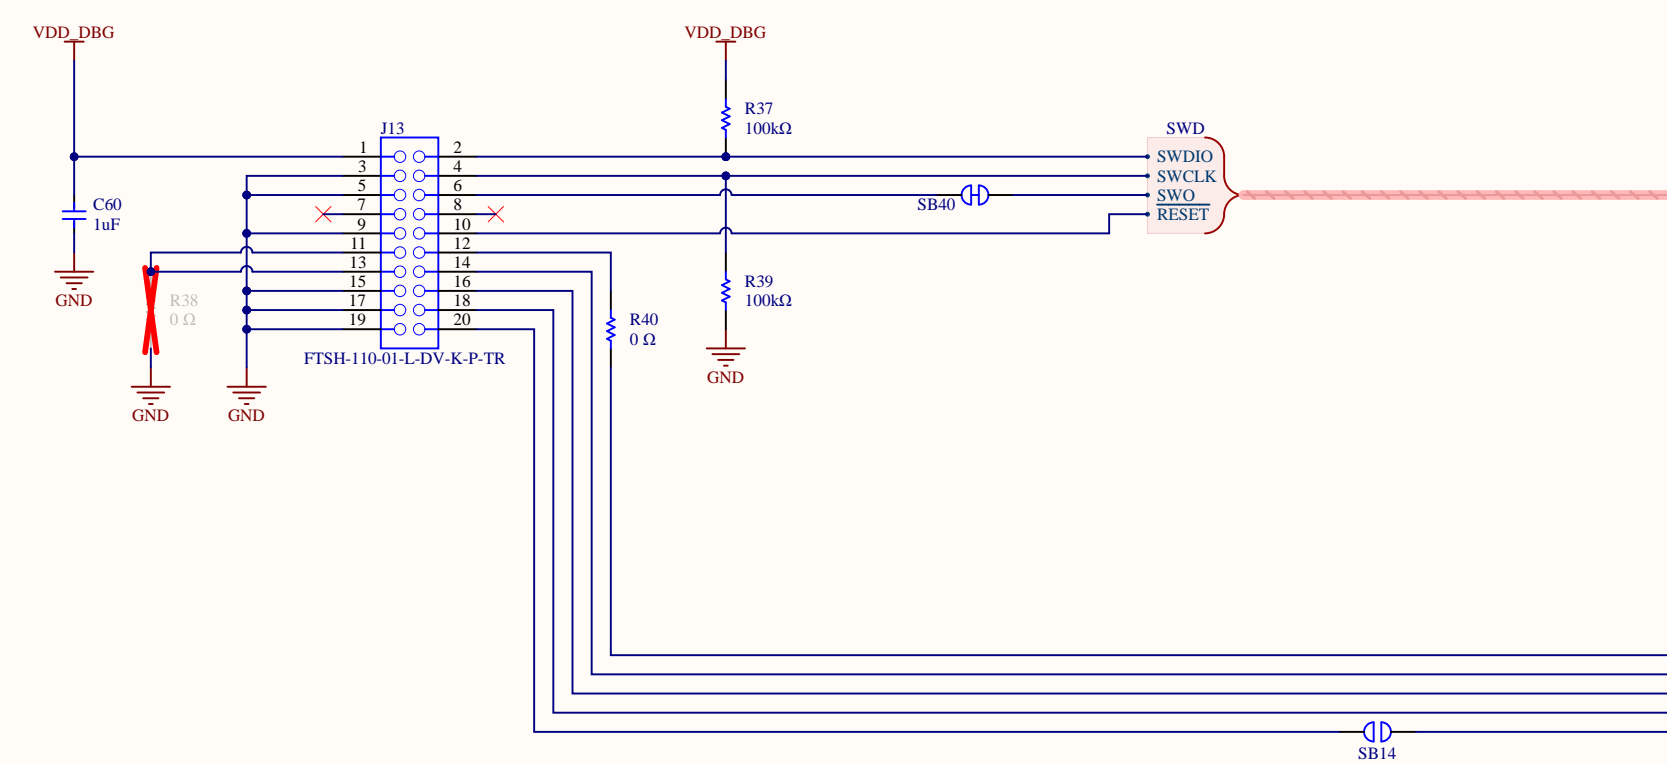 VDD_DBG
VDD_DBG
R37
100kΩ
J13
SWD
1 2
3 4
5 6
7 8
9 10
11 12
13 14
15 16
17 18
19 20
SWDIO
SWCLK
SWO
RESET
SB40
C60
1uF
GND
R38
0 Ω
R39
100kΩ
R40
0 Ω
FTSH-110-01-L-DV-K-P-TR
GND
GND
GND
SB14